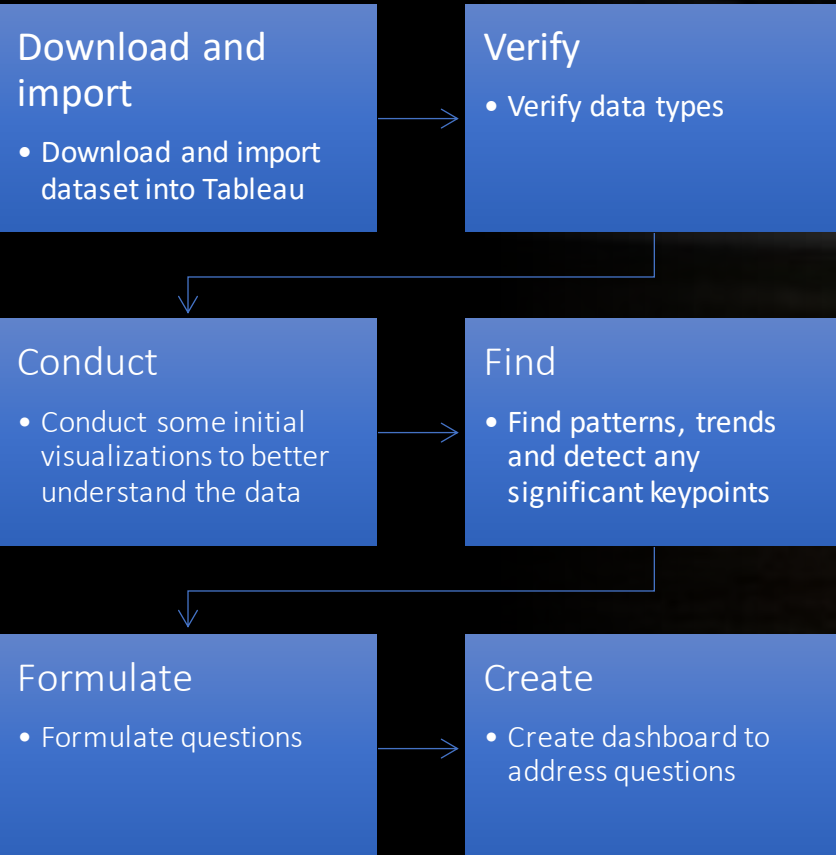 Download and
import
• Download and import
dataset into Tableau
Verify
• Verify data types
Conduct
• Conduct some initial
visualizations to better
understand the data
Find
• Find patterns, trends
and detect any
significant keypoints
Formulate
• Formulate questions
Create
• Create dashboard to
address questions